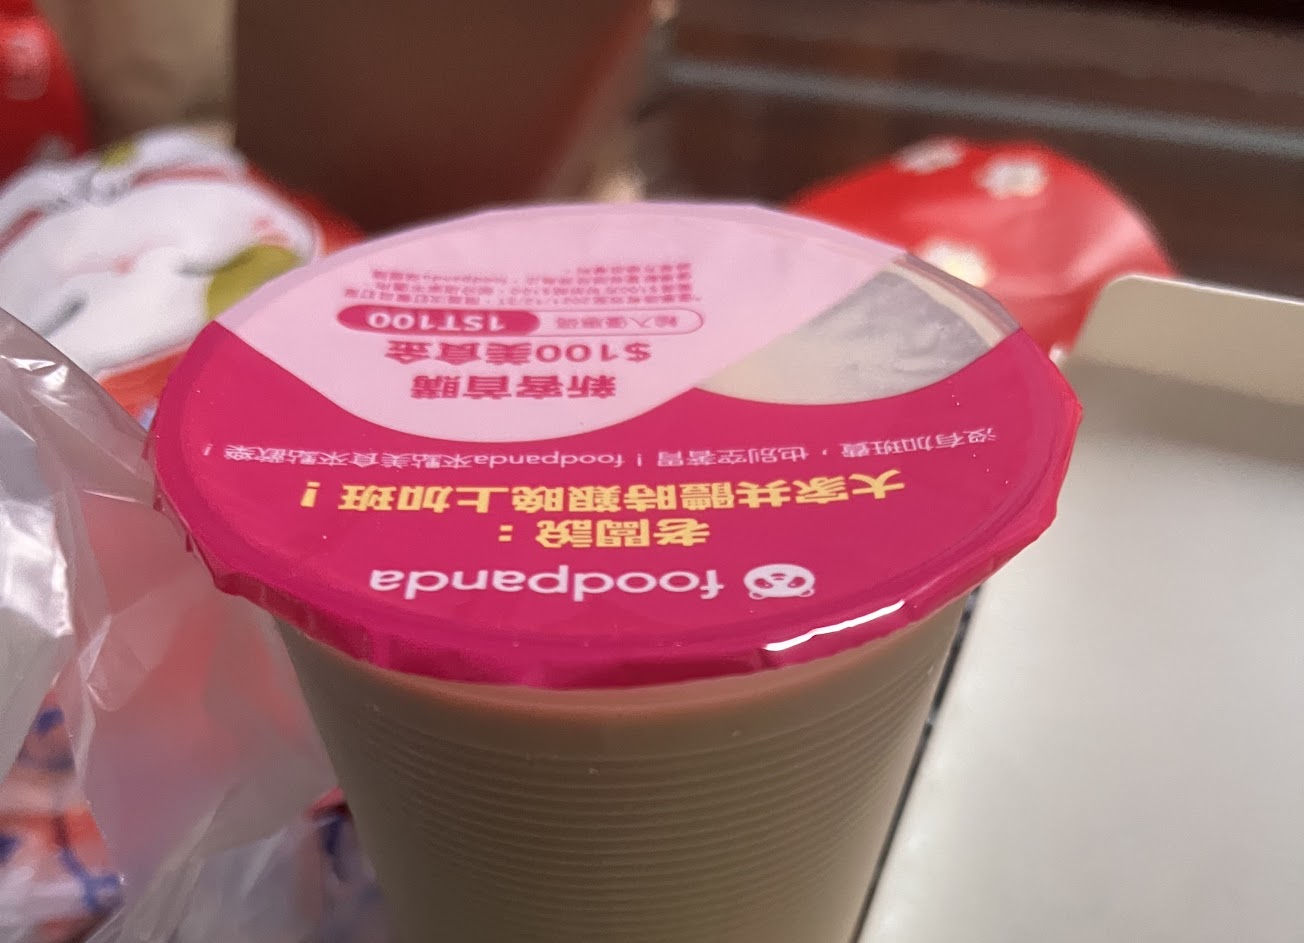 foodpanda
老闆說：
大家共體時艱晚上加班！
沒有加班費，也別空著胃！foodpanda來點美食來點歡樂！
新客首購
$100美食金
輸入優惠碼 1ST100